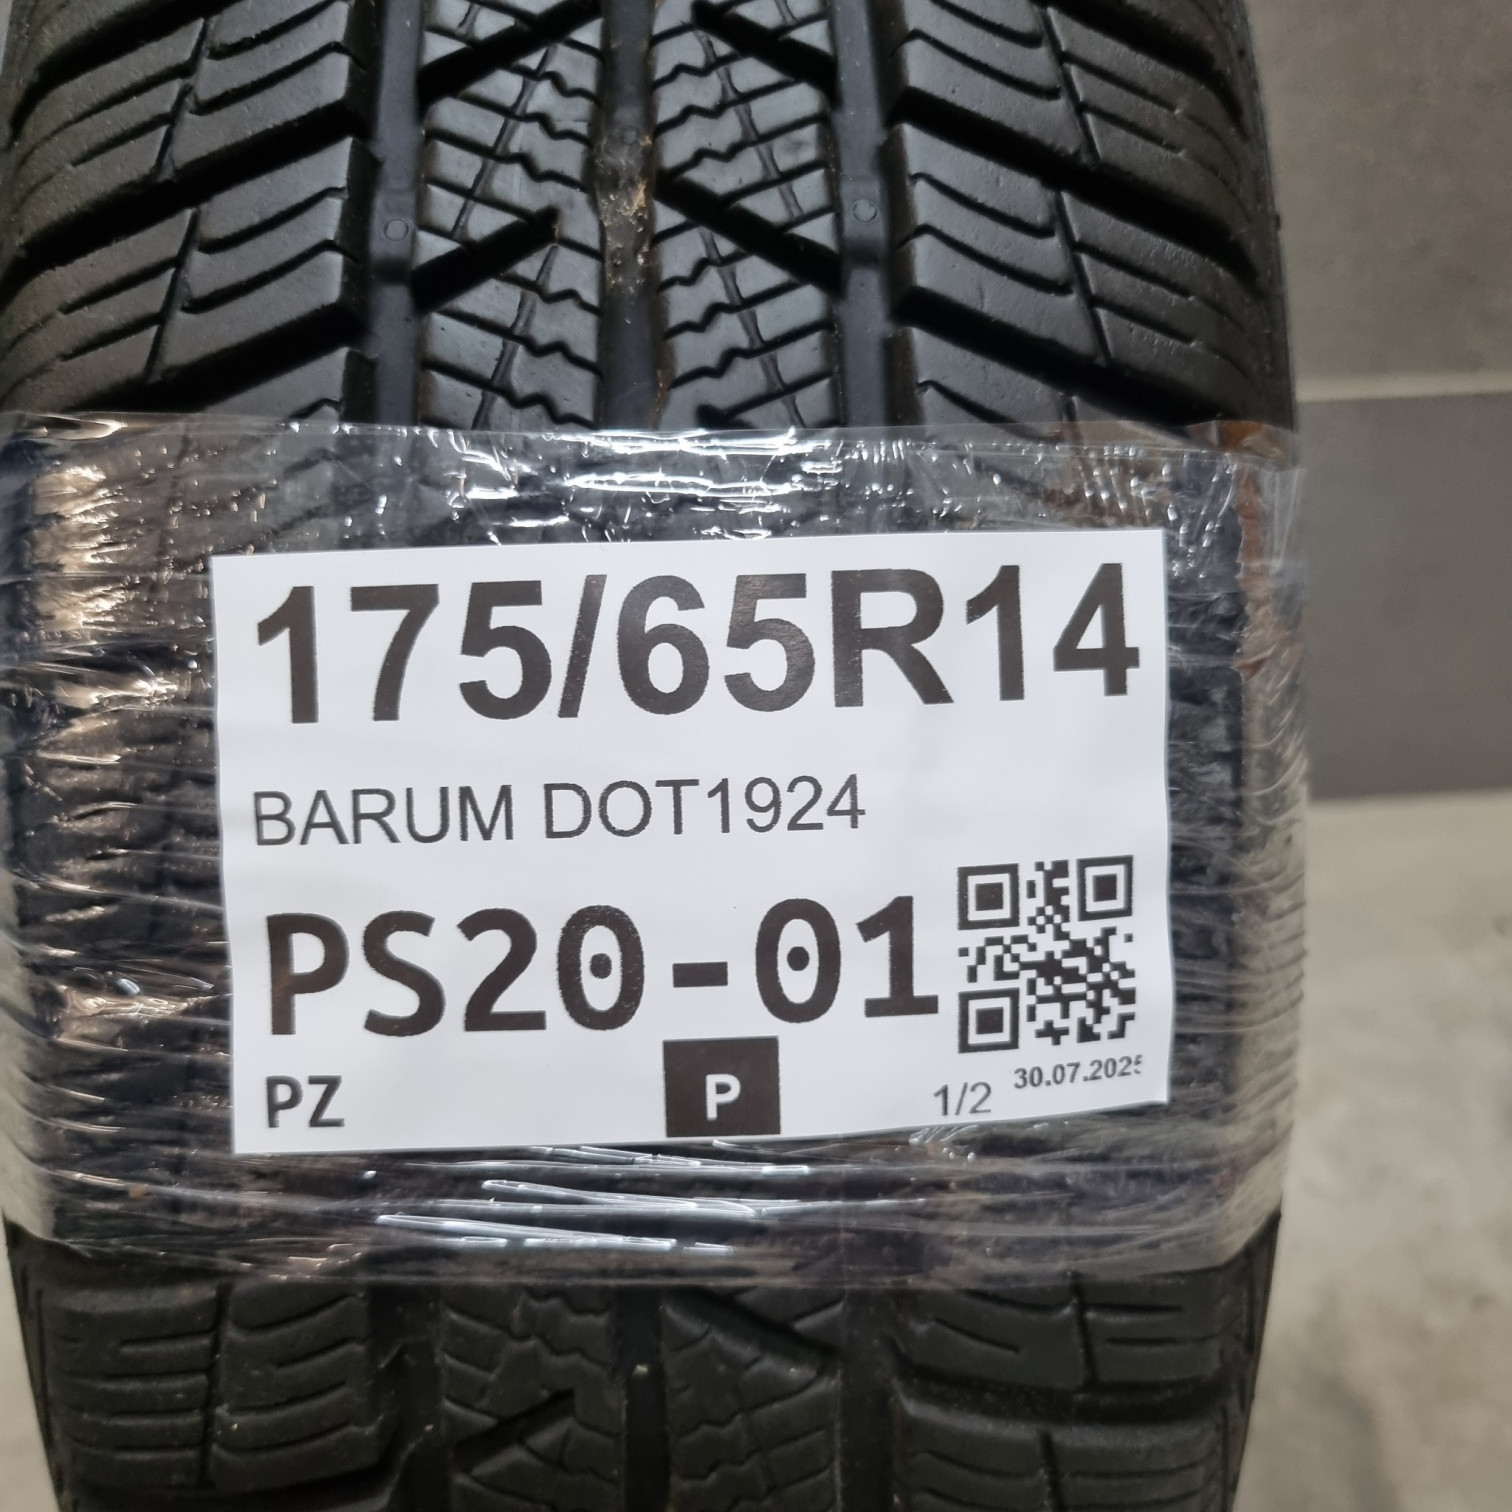 175/65R14
BARUM DOT1924
PS20-01
PZ
P
1/2
30.07.2025